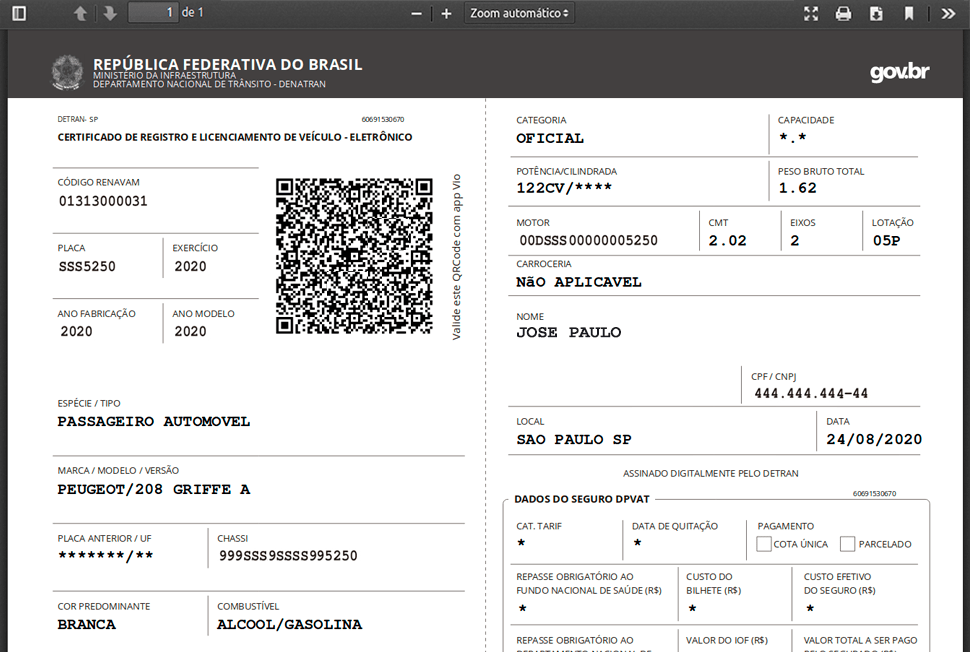 1 de 1
Zoom automático
REPÚBLICA FEDERATIVA DO BRASIL
MINISTÉRIO DA INFRAESTRUTURA
DEPARTAMENTO NACIONAL DE TRÂNSITO - DENATRAN
gov.br
DETRAN- SP
60691530670
CERTIFICADO DE REGISTRO E LICENCIAMENTO DE VEÍCULO - ELETRÔNICO
CÓDIGO RENAVAM
01313000031
PLACA
EXERCÍCIO
SSS5250
2020
ANO FABRICAÇÃO
ANO MODELO
2020
2020
Valide este QRCode com app Vio
ESPÉCIE / TIPO
PASSAGEIRO AUTOMOVEL
MARCA / MODELO / VERSÃO
PEUGEOT/208 GRIFFE A
PLACA ANTERIOR / UF
CHASSI
*******/**
999SSS9SSSS995250
COR PREDOMINANTE
COMBUSTÍVEL
BRANCA
ALCOOL/GASOLINA
CATEGORIA
CAPACIDADE
OFICIAL
*.*
POTÊNCIA/CILINDRADA
PESO BRUTO TOTAL
122CV/****
1.62
MOTOR
CMT
EIXOS
LOTAÇÃO
00DSSS00000005250
2.02
2
05P
CARROCERIA
NãO APLICAVEL
NOME
JOSE PAULO
CPF / CNPJ
444.444.444-44
LOCAL
DATA
SAO PAULO SP
24/08/2020
ASSINADO DIGITALMENTE PELO DETRAN
60691530670
DADOS DO SEGURO DPVAT
CAT. TARIF
DATA DE QUITAÇÃO
PAGAMENTO
*
*
COTA ÚNICA
PARCELADO
REPASSE OBRIGATÓRIO AO
FUNDO NACIONAL DE SAÚDE (R$)
CUSTO DO
BILHETE (R$)
CUSTO EFETIVO
DO SEGURO (R$)
*
*
*
REPASSE OBRIGATÓRIO AO
DEPARTAMENTO NACIONAL DE
VALOR DO IOF (R$)
VALOR TOTAL A SER PAGO
PELO SEGURADO (R$)